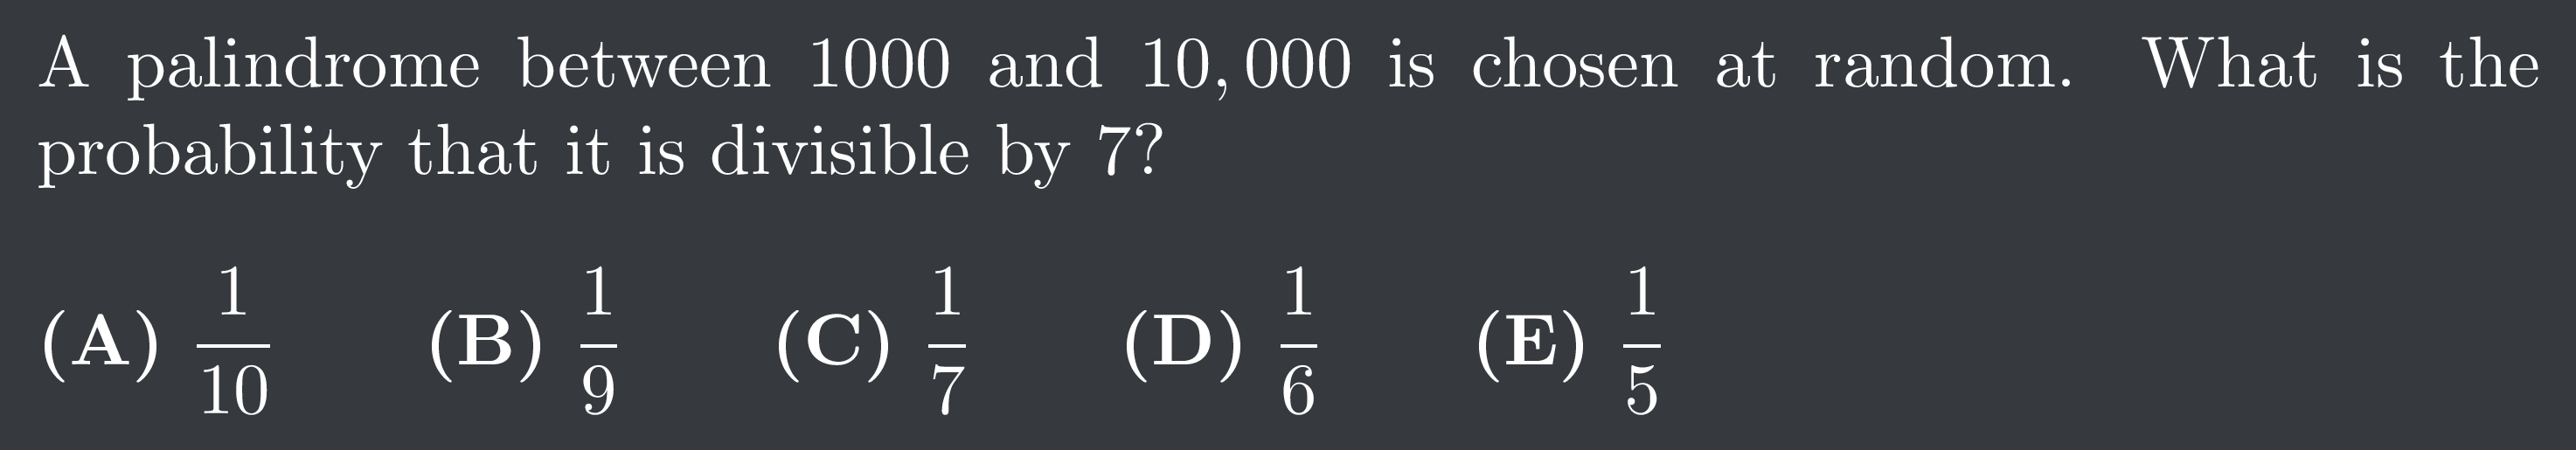 A palindrome between 1000 and 10,000 is chosen at random. What is the
probability that it is divisible by 7?
(A) 1/10 (B) 1/9 (C) 1/7 (D) 1/6 (E) 1/5